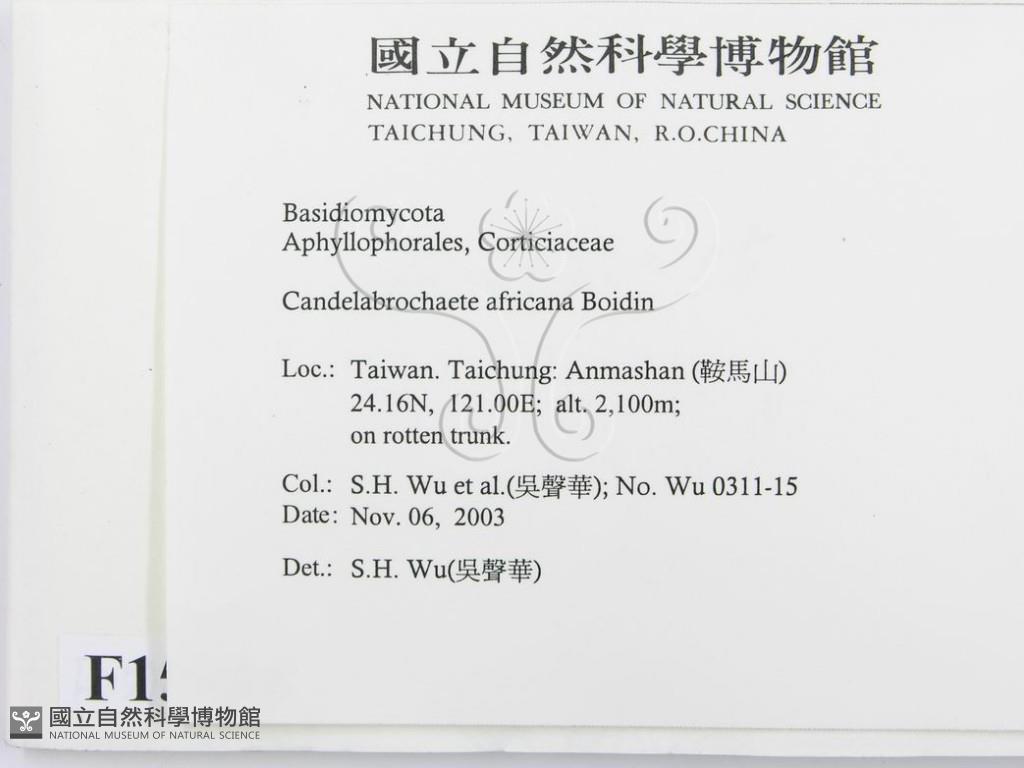 國立自然科學博物館
NATIONAL MUSEUM OF NATURAL SCIENCE
TAICHUNG, TAIWAN, R.O.CHINA
Basidiomycota
Aphyllophorales, Corticiaceae
Candelabrochaete africana Boidin
Loc.: Taiwan. Taichung: Anmashan (鞍馬山)
24.16N, 121.00E; alt. 2,100m;
on rotten trunk.
Col.: S.H. Wu et al.(吳聲華); No. Wu 0311-15
Date: Nov. 06, 2003
Det.: S.H. Wu(吳聲華)
F15
國立自然科學博物館
NATIONAL MUSEUM OF NATURAL SCIENCE